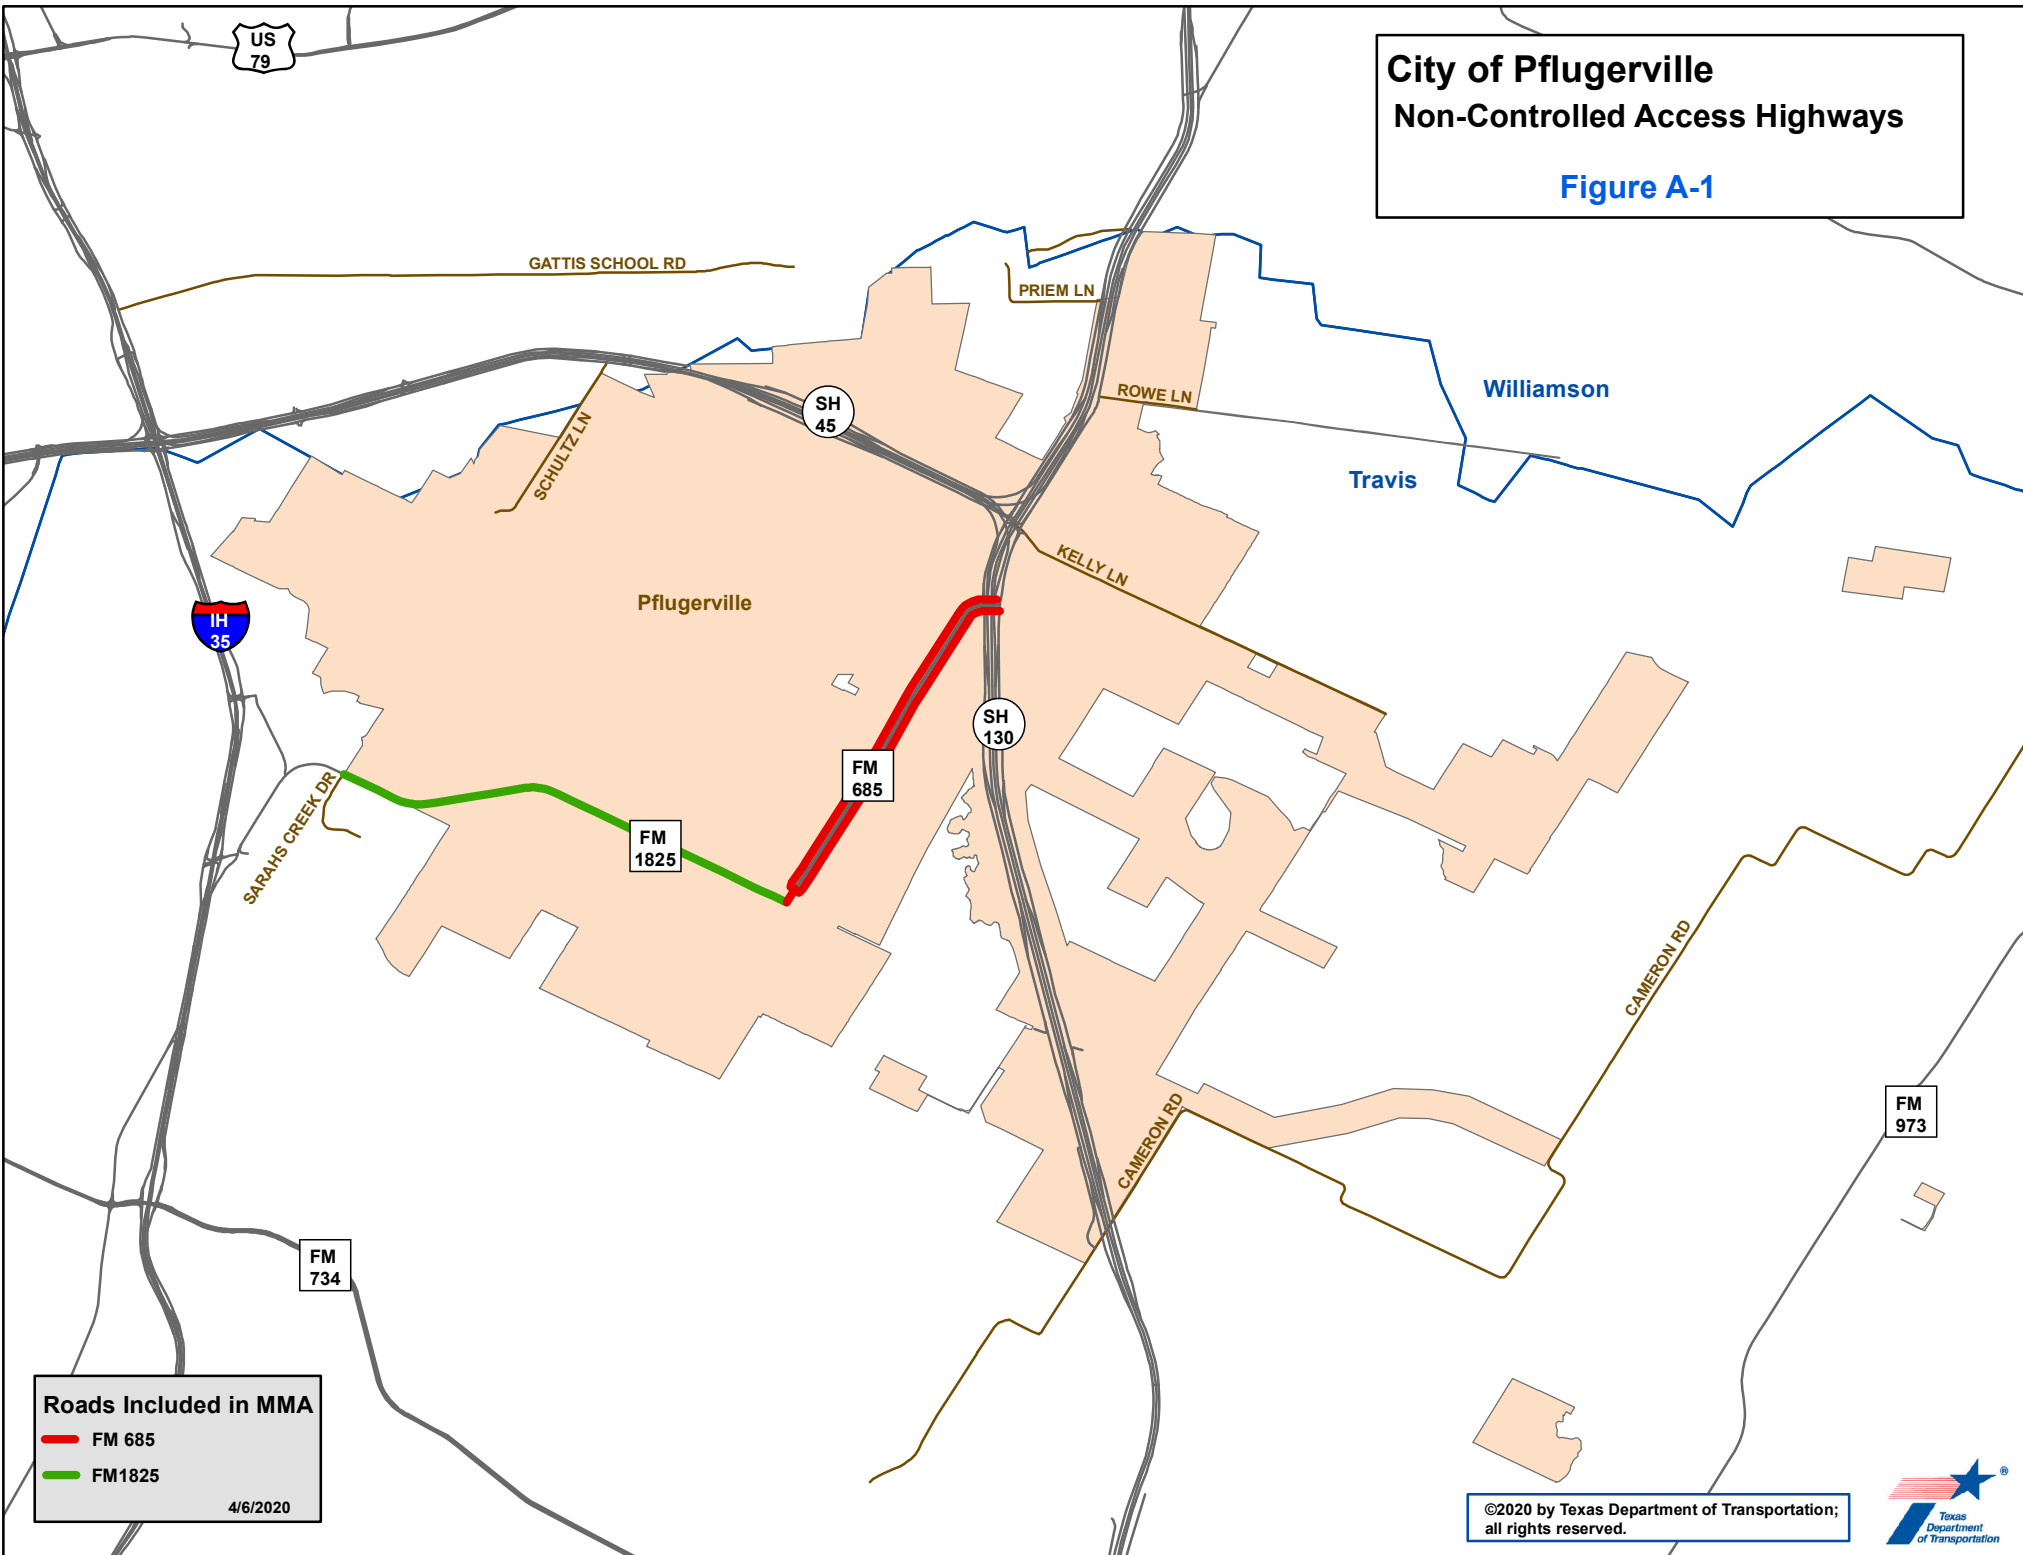 US
79
City of Pflugerville
Non-Controlled Access Highways
Figure A-1
GATTIS SCHOOL RD
PRIEM LN
ROWE LN
Williamson
SH
45
SCHULTZ LN
Travis
KELLY LN
Pflugerville
IH
35
SH
130
FM
685
SARAHS CREEK DR
FM
1825
CAMERON RD
CAMERON RD
FM
973
FM
734
Roads Included in MMA
FM 685
FM1825
4/6/2020
©2020 by Texas Department of Transportation;
all rights reserved.
®
Texas
Department
of Transportation